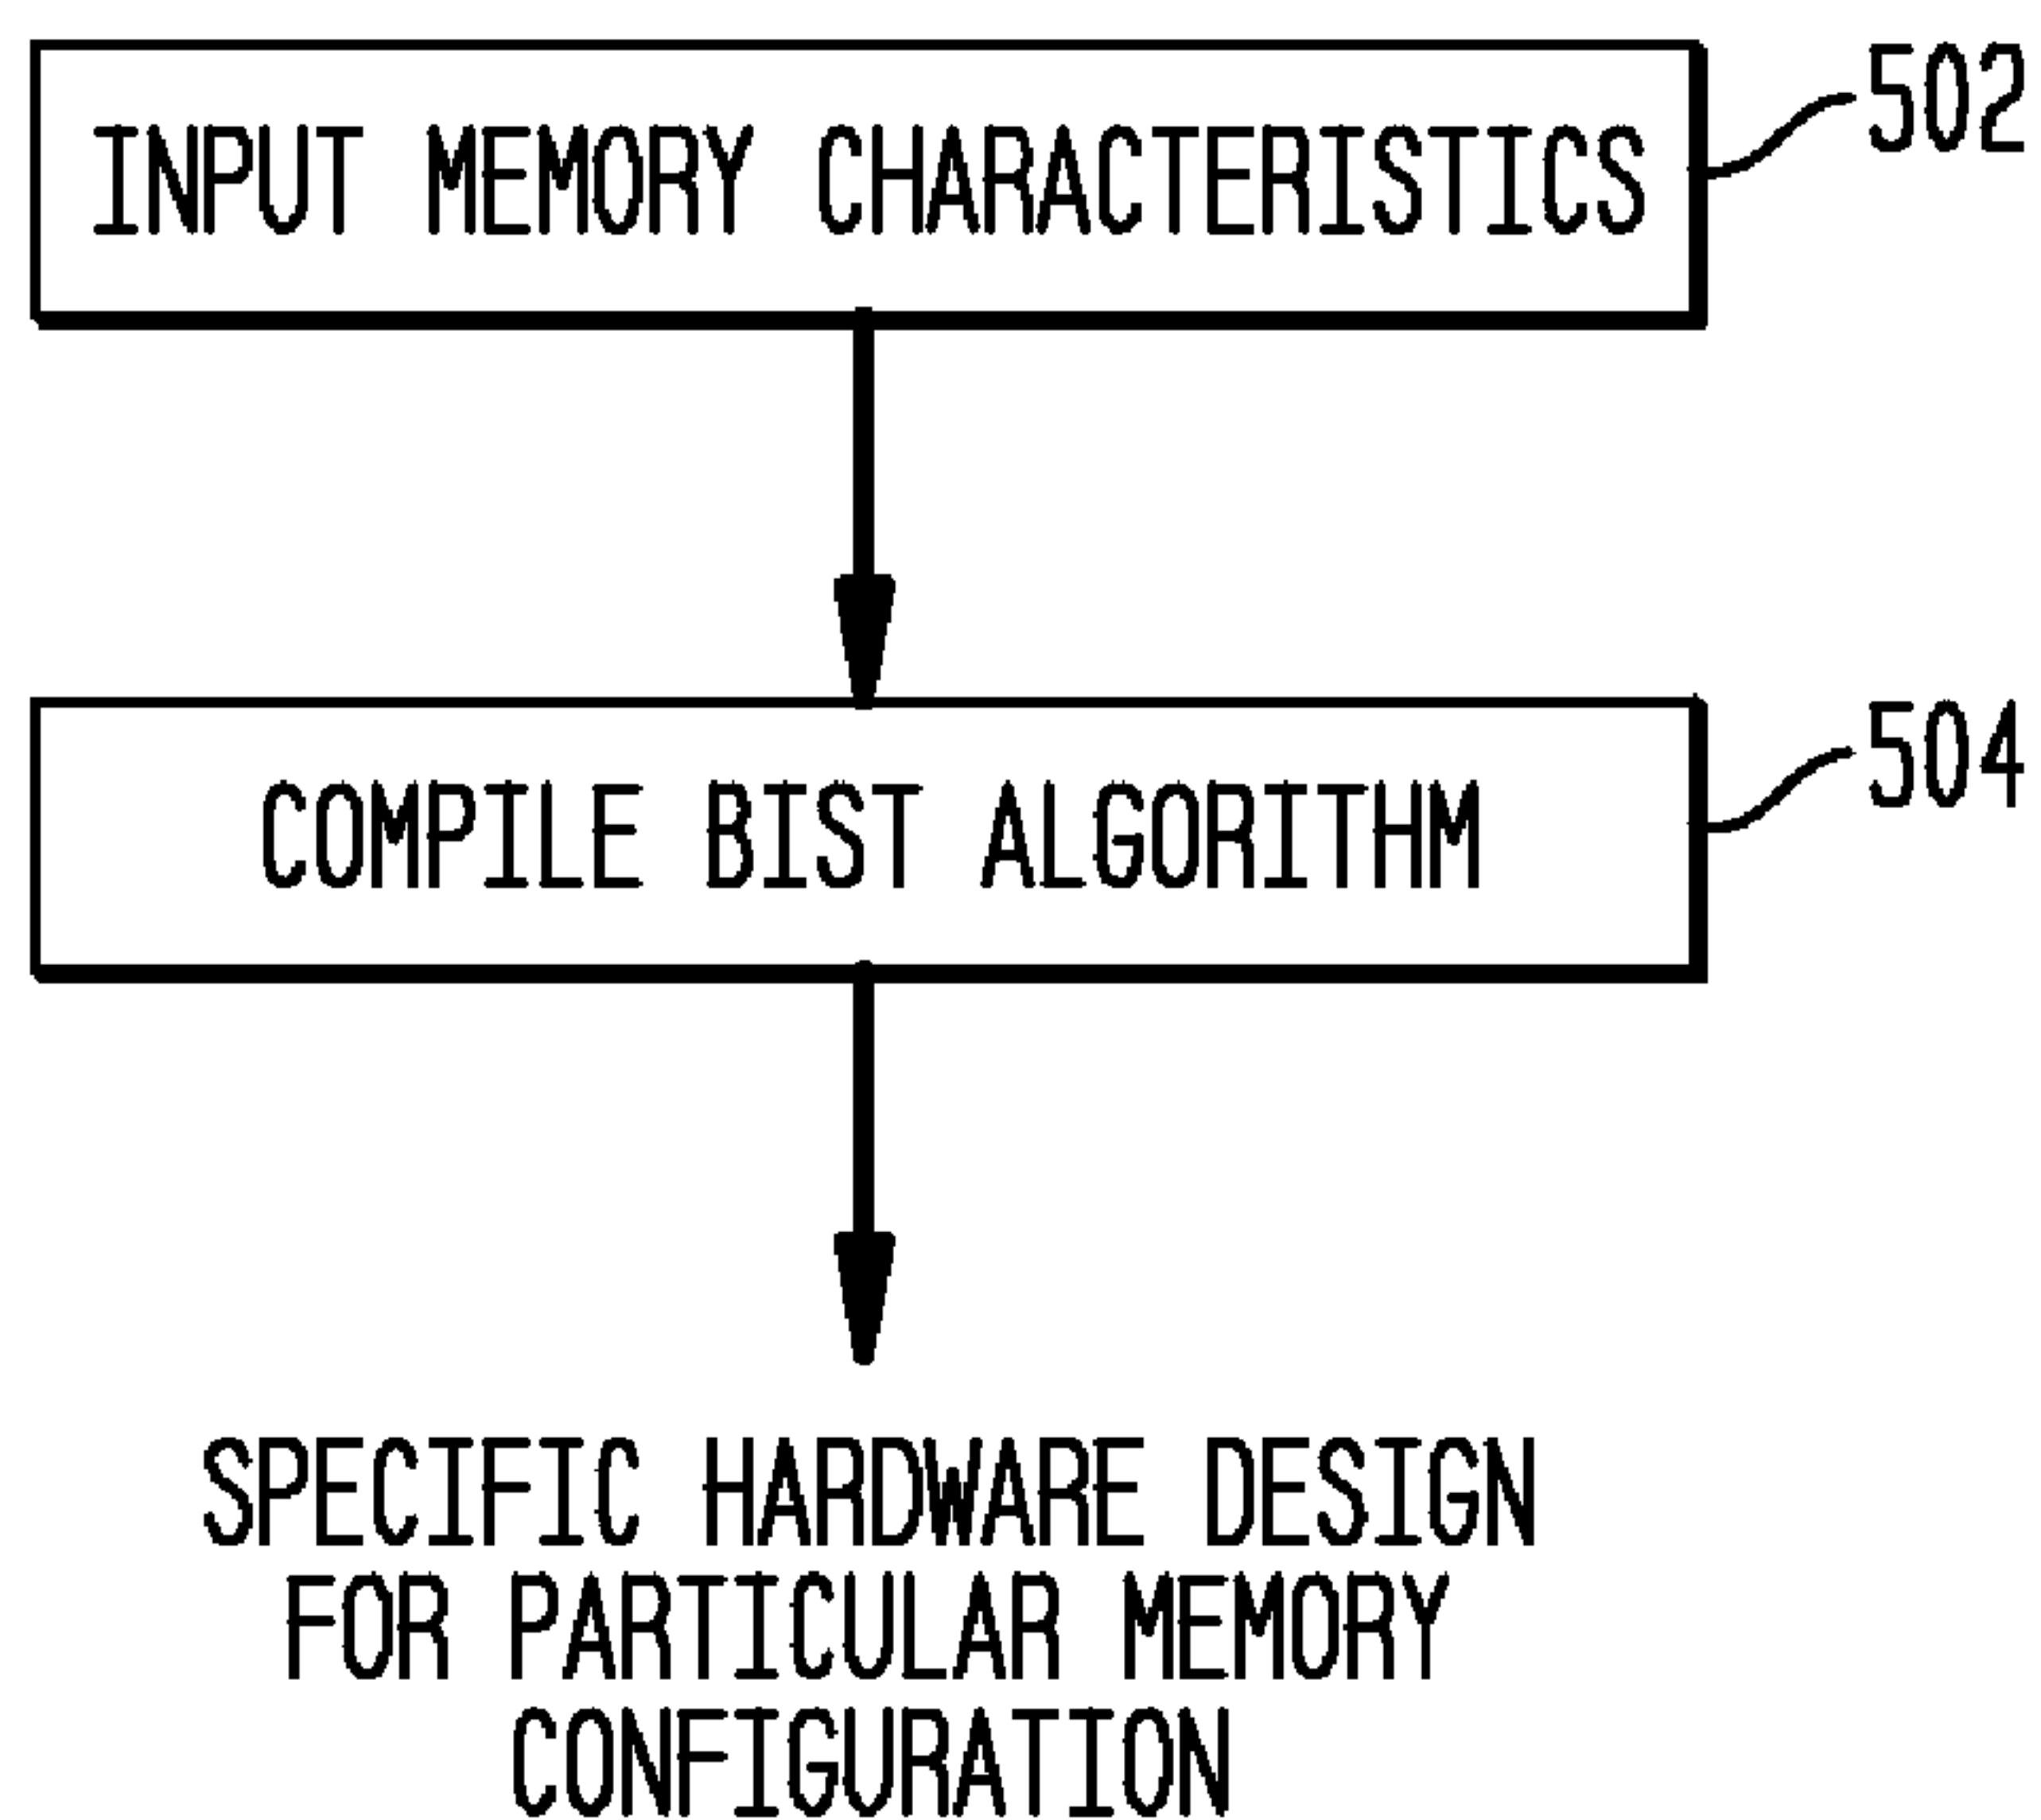 INPUT MEMORY CHARACTERISTICS
502
COMPILE BIST ALGORITHM
504
SPECIFIC HARDWARE DESIGN
FOR PARTICULAR MEMORY
CONFIGURATION